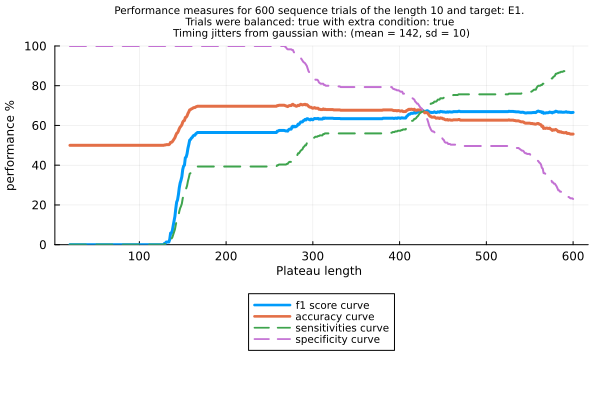 Performance measures for 600 sequence trials of the length 10 and target: E1.
Trials were balanced: true with extra condition: true
Timing jitters from gaussian with: (mean = 142, sd = 10)
100
80
60
40
20
0
performance %
100 200 300 400 500 600
Plateau length
f1 score curve
accuracy curve
sensitivities curve
specificity curve